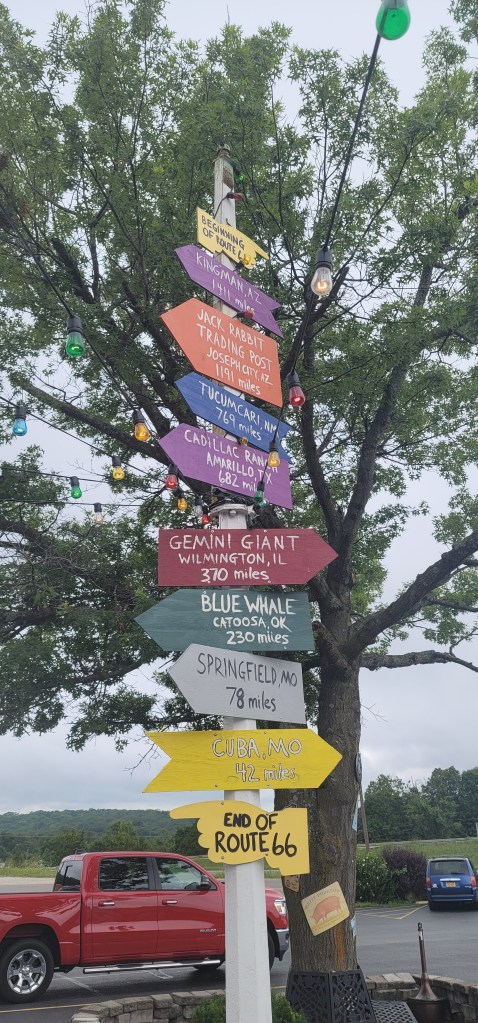 BEGINNING
OF ROUTE 66
KINGMAN, AZ
1411 miles
JACK RABBIT
TRADING POST
JOSEPH CITY, AZ
1191 miles
TUCUMCARI, NM
769 miles
CADILLAC RANCH
AMARILLO, TX
682 mil
GEMINI GIANT
WILMINGTON, IL
370 miles
BLUE WHALE
CATOOSA, OK
230 miles
SPRINGFIELD, MO
78 miles
CUBA, MO
42 miles
END OF
ROUTE 66